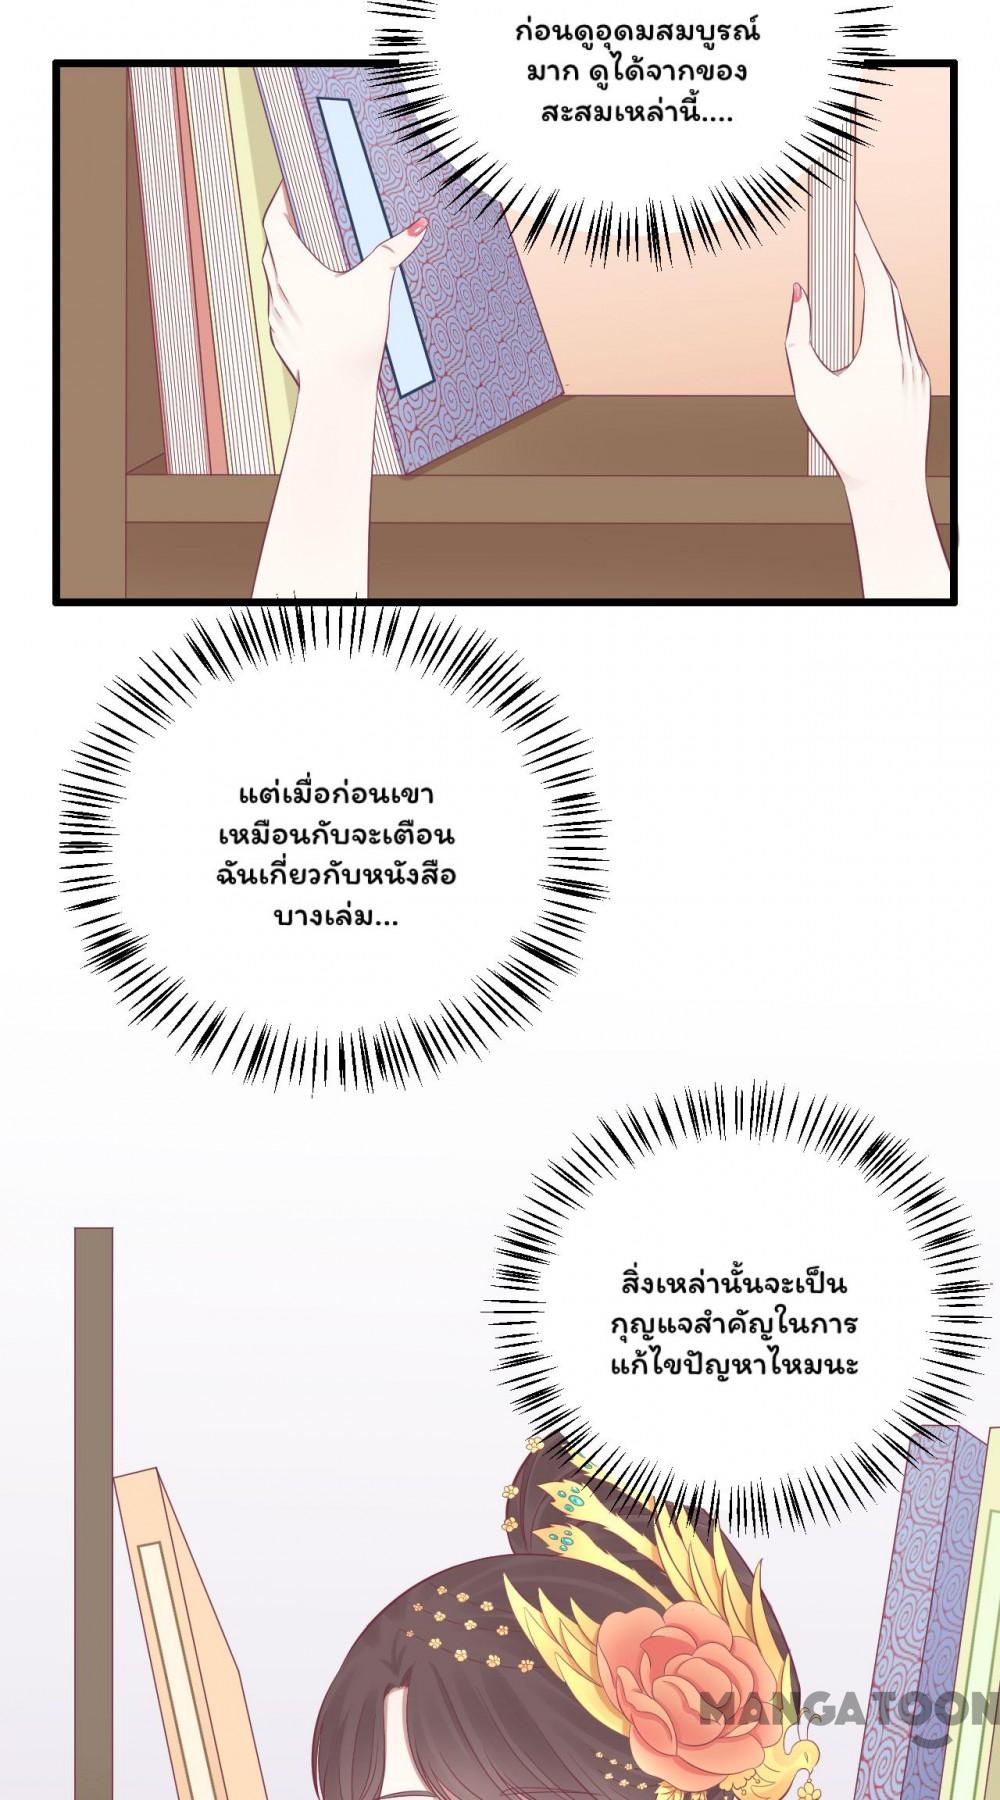 ก่อนดูอุดมสมบูรณ์
มาก ดูได้จากของ
สะสมเหล่านี้....
แต่เมื่อก่อนเขา
เหมือนกับจะเตือน
ฉันเกี่ยวกับหนังสือ
บางเล่ม...
สิ่งเหล่านั้นจะเป็น
กุญแจสำคัญในการ
แก้ไขปัญหาไหมนะ
MANGATOON